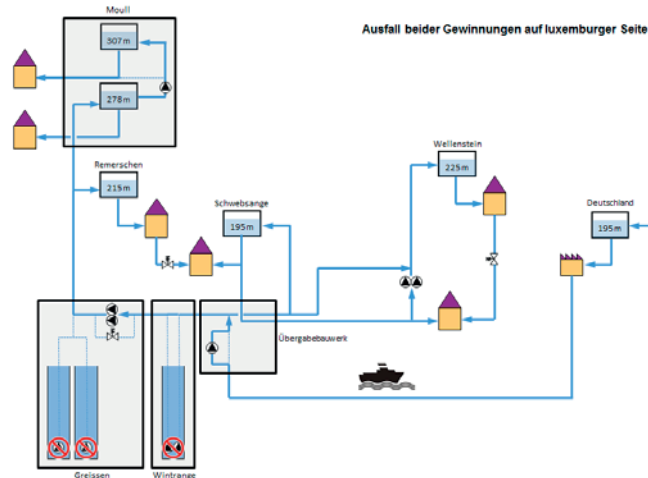 Moull
Ausfall beider Gewinnungen auf luxemburger Seite
307m
278m
Remerschen
215m
Schwebsange
195m
Wellenstein
225m
Deutschland
195m
Übergabebauwerk
Greissen
Wintrange